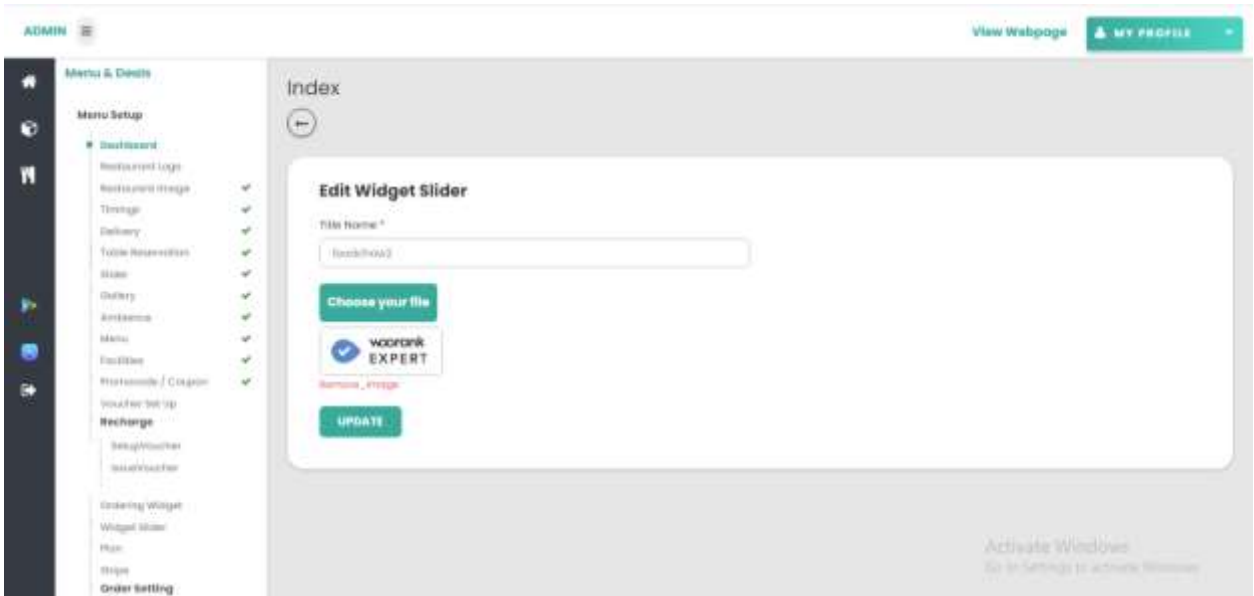 ADMIN
View Webpage
MY PROFILE
Menu & Deals
Menu Setup
Dashboard
Restaurant Logo
Restaurant Image
Timings
Delivery
Table Reservation
Slider
Gallery
Ambience
Menu
Facilities
Promocode / Coupon
Voucher Set Up
Recharge
SetupVoucher
IssueVoucher
Ordering Widget
Widget Slider
Plan
Stripe
Order Setting
Index
Edit Widget Slider
Title Name *
Choose your file
woorank
EXPERT
Remove_image
UPDATE
Activate Windows
Go to Settings to activate Windows.